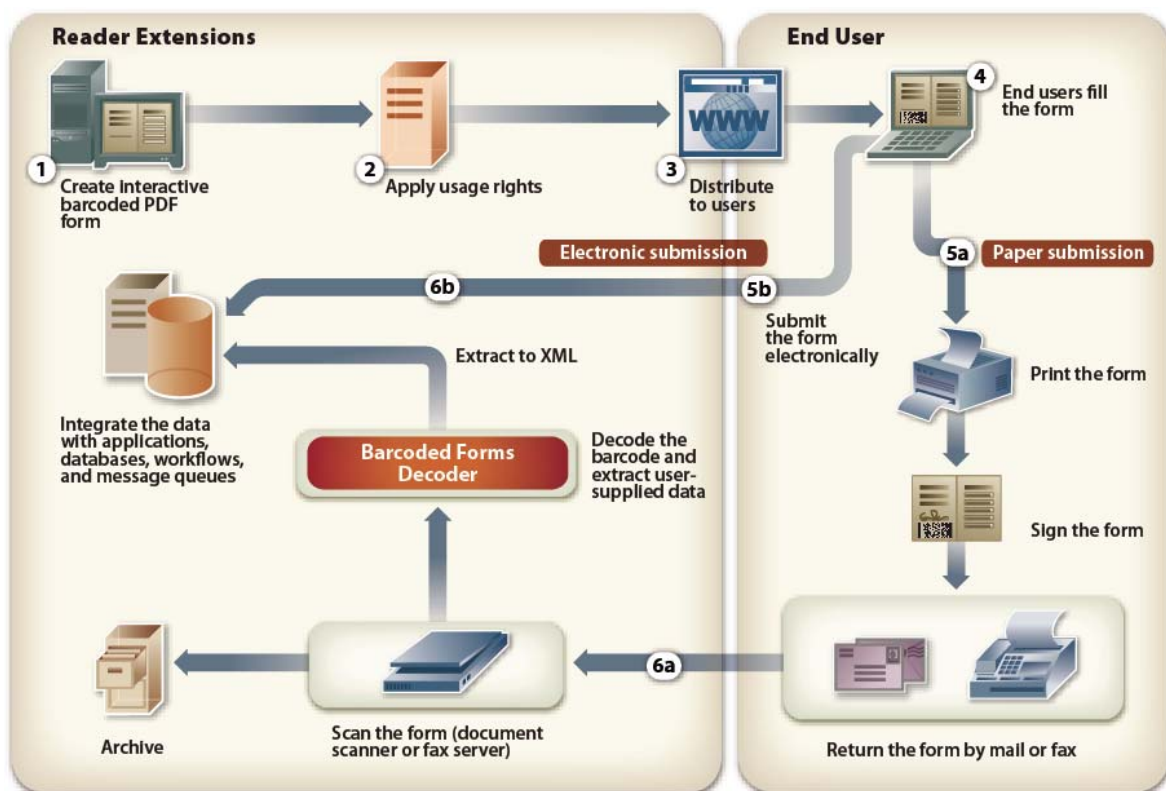 Reader Extensions
End User
1
Create interactive
barcoded PDF
form
2
Apply usage rights
WWW
3
Distribute
to users
4
End users fill
the form
Electronic submission
5a
Paper submission
6b
5b
Submit
the form
electronically
Extract to XML
Print the form
Integrate the data
with applications,
databases, workflows,
and message queues
Barcoded Forms
Decoder
Decode the
barcode and
extract user-
supplied data
Sign the form
6a
Archive
Scan the form (document
scanner or fax server)
Return the form by mail or fax